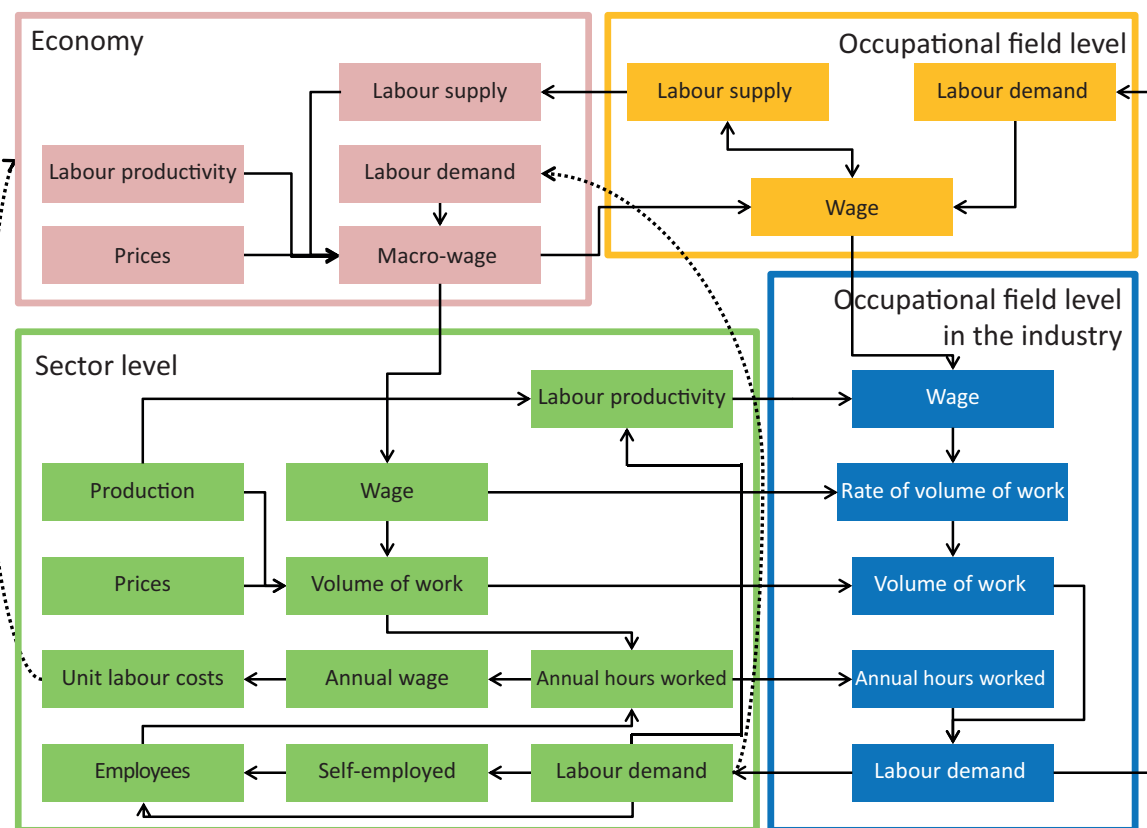 Economy
Labour supply
Labour productivity
Labour demand
Prices
Macro-wage
Occupational field level
Labour supply
Labour demand
Wage
Sector level
Labour productivity
Production
Wage
Prices
Volume of work
Unit labour costs
Annual wage
Annual hours worked
Employees
Self-employed
Labour demand
Occupational field level
in the industry
Wage
Rate of volume of work
Volume of work
Annual hours worked
Labour demand